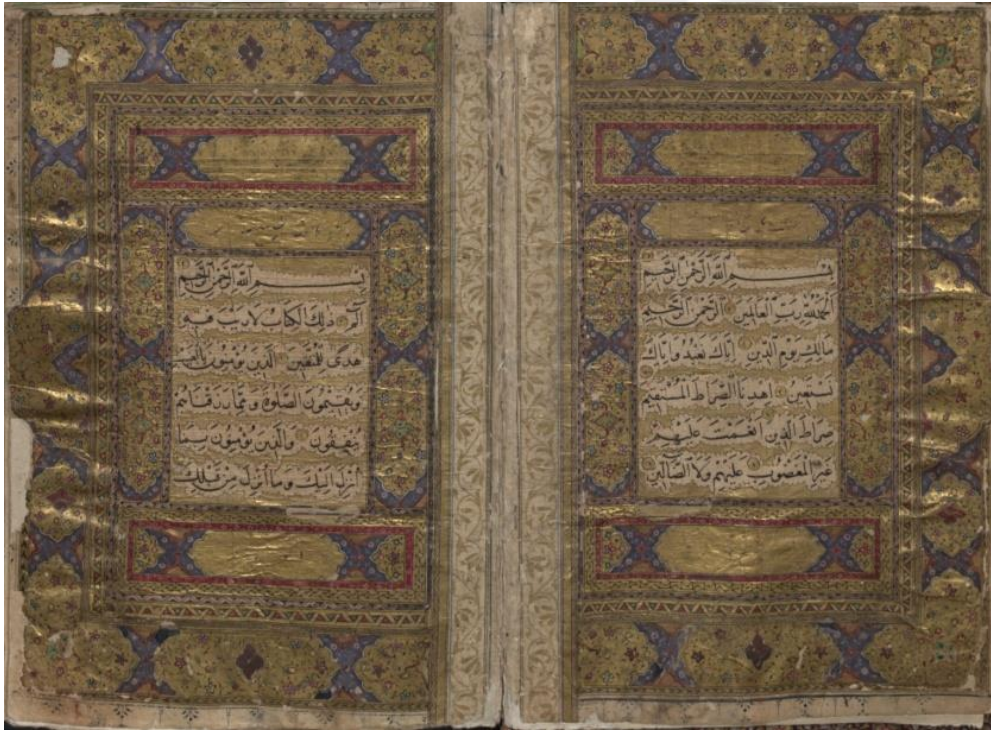 بسم الله الرحمن الرحيم
الحمد لله رب العالمين الرحمن الرحيم
مالك يوم الدين اياك نعبد واياك
نستعين اهدنا الصراط المستقيم
صراط الذين انعمت عليهم
غير المغضوب عليهم ولا الضالين
بسم الله الرحمن الرحيم
الم ذلك الكتاب لا ريب فيه
هدى للمتقين الذين يؤمنون بالغيب
ويقيمون الصلوة ومما رزقناهم
ينفقون والذين يؤمنون بما
انزل اليك وما انزل من قبلك